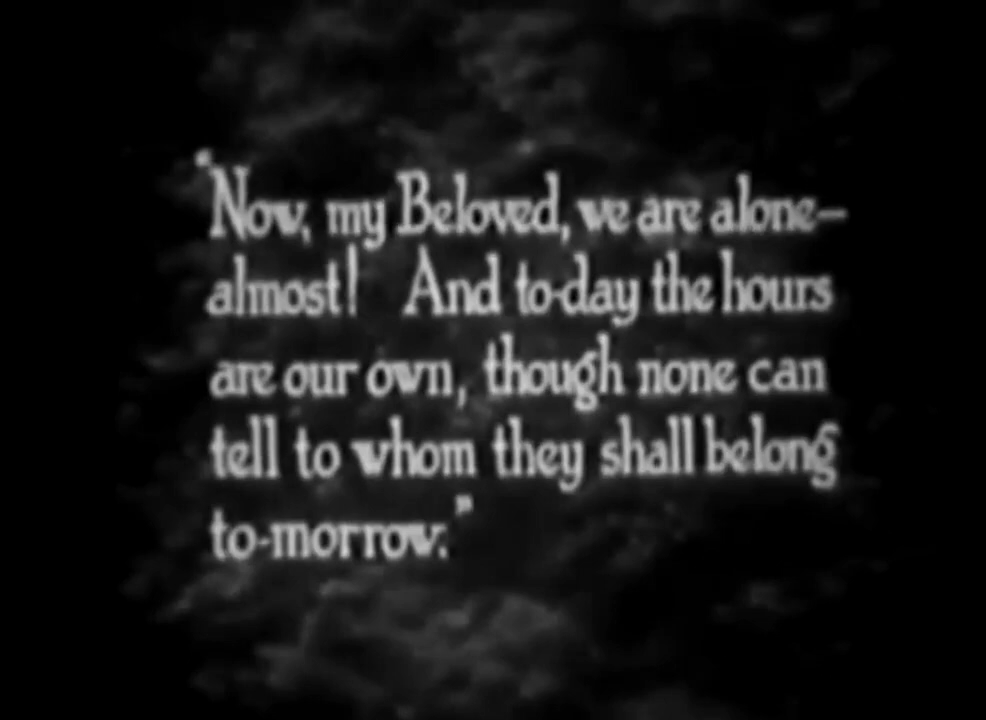 "Now, my Beloved, we are alone—
almost! And to-day the hours
are our own, though none can
tell to whom they shall belong
to-morrow."